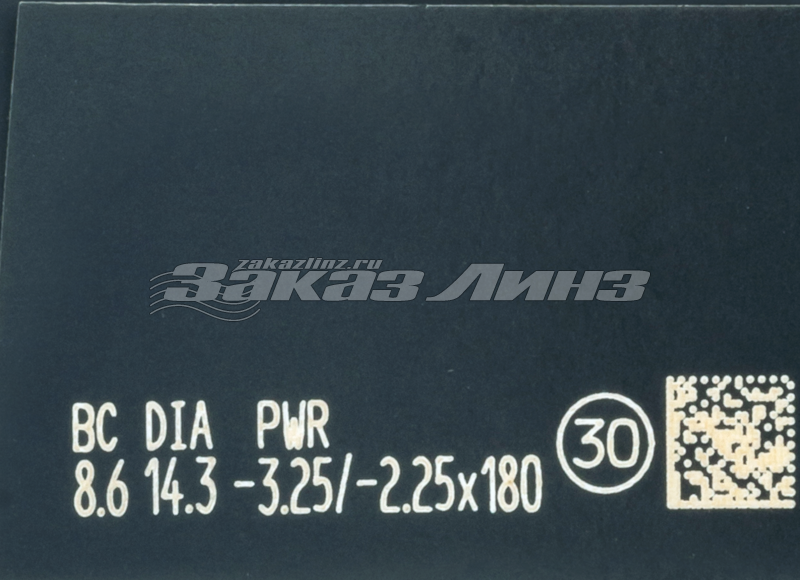 zakazlinz.ru
Заказ Линз
BC DIA PWR
8.6 14.3 -3.25/-2.25x180
30